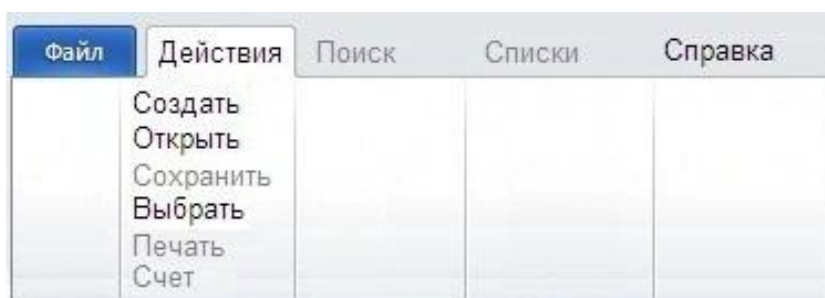 Файл Действия Поиск Списки Справка
Создать
Открыть
Сохранить
Выбрать
Печать
Счет